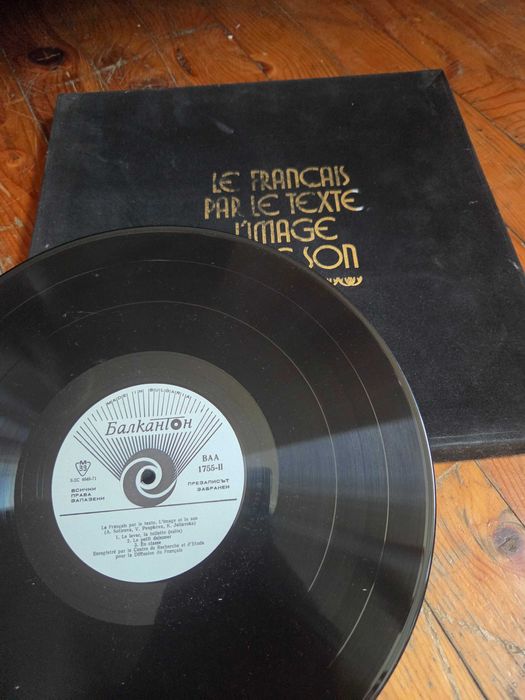 LE FRANCAIS
PAR LE TEXTE
L'IMAGE
SON
MADE IN BULGARIA
Балкантон
ВАА
1755-II
ВСИЧКИ
ПРАВА
ЗАПАЗЕНИ
ПРЕЗАПИСЪТ
ЗАБРАНЕН
Le Français par le texte, L'image et le son
1. Le lever, la toilette (suite)
2. Le petit dejeuner
3. En classe
Enregistré par le Centre de Recherche et d'Etude
pour la Diffusion du Français